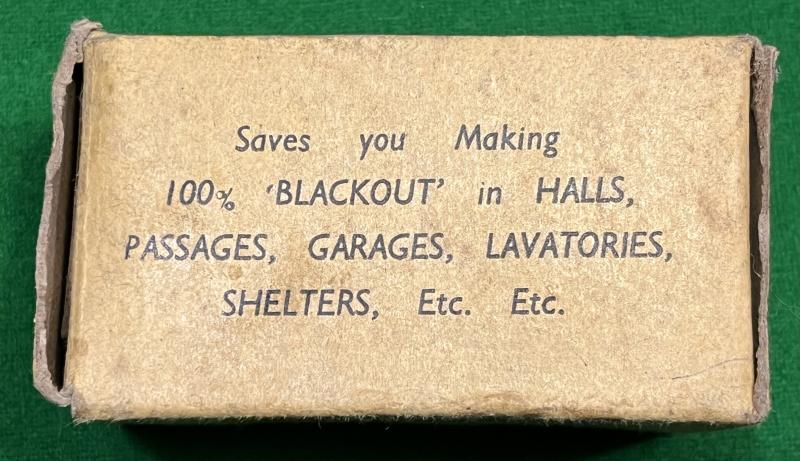 Saves you Making
100% 'BLACKOUT' in HALLS,
PASSAGES, GARAGES, LAVATORIES,
SHELTERS, Etc. Etc.